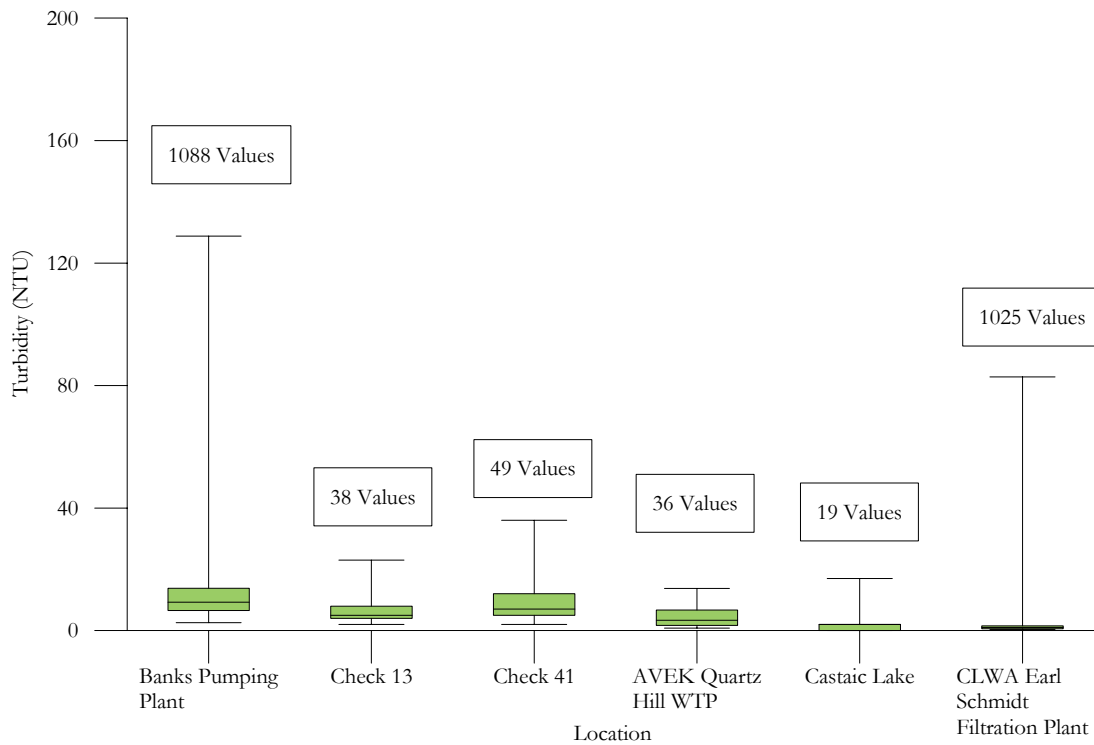 200
160
120
80
40
0
Turbidity (NTU)
1088 Values
38 Values
49 Values
36 Values
19 Values
1025 Values
Banks Pumping
Plant
Check 13
Check 41
AVEK Quartz
Hill WTP
Castaic Lake
CLWA Earl
Schmidt
Filtration Plant
Location